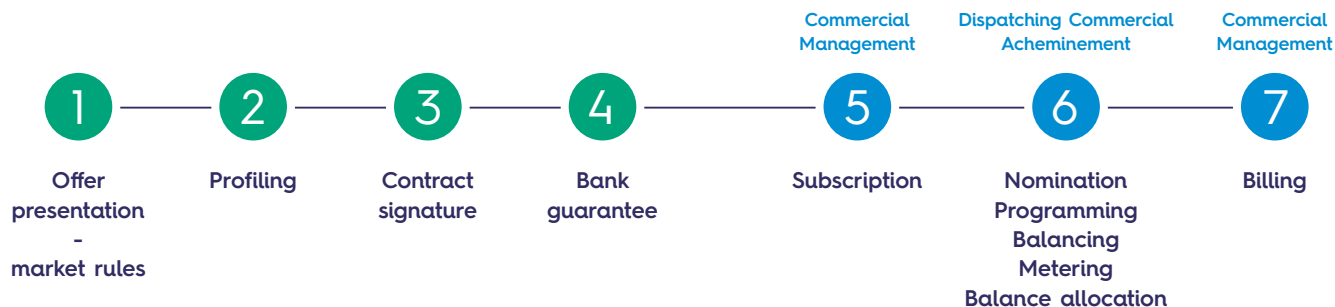 Commercial
Management
Dispatching Commercial
Acheminement
Commercial
Management
1
2
3
4
5
6
7
Offer
presentation
-
market rules
Profiling
Contract
signature
Bank
guarantee
Subscription
Nomination
Programming
Balancing
Metering
Balance allocation
Billing